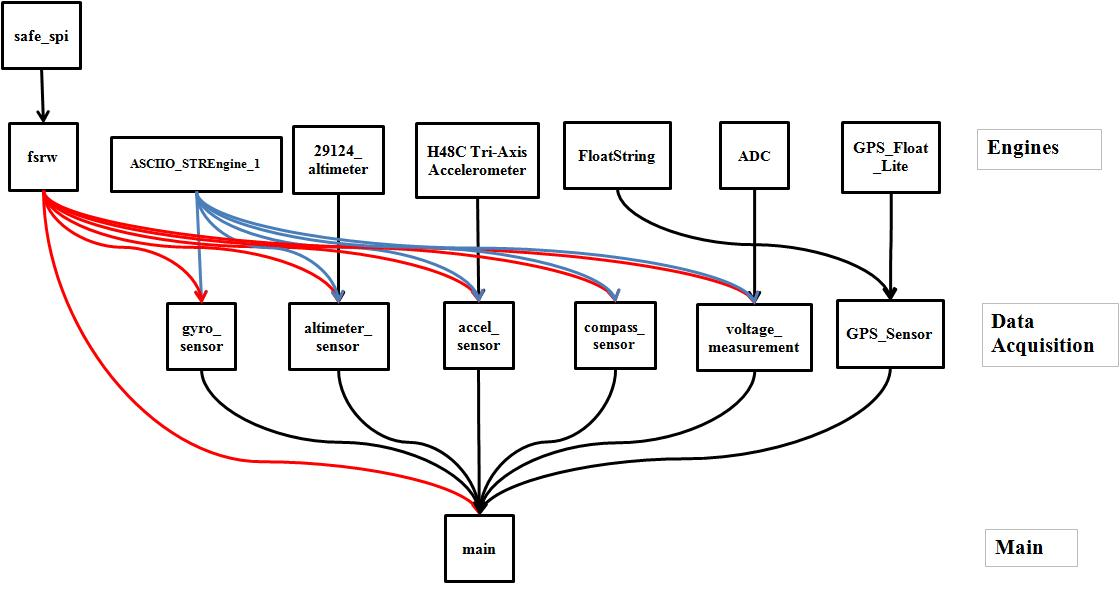 safe_spi
fsrw
ASCIIO_STREngine_1
29124_
altimeter
H48C Tri-Axis
Accelerometer
FloatString
ADC
GPS_Float
_Lite
Engines
gyro_
sensor
altimeter_
sensor
accel_
sensor
compass_
sensor
voltage_
measurement
GPS_Sensor
Data
Acquisition
main
Main